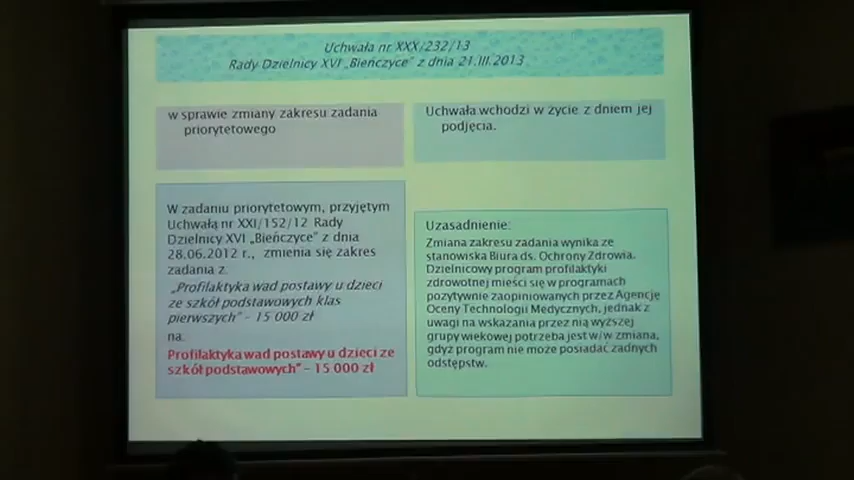 Uchwała nr XXX/232/13
Rady Dzielnicy XVI „Bieńczyce" z dnia 21.III.2013
w sprawie zmiany zakresu zadania
priorytetowego
Uchwała wchodzi w życie z dniem jej
podjęcia.
W zadaniu priorytetowym, przyjętym
Uchwałą nr XXI/152/12 Rady
Dzielnicy XVI „Bieńczyce" z dnia
28.06.2012 r., zmienia się zakres
zadania z.
„Profilaktyka wad postawy u dzieci
ze szkół podstawowych klas
pierwszych" – 15 000 zł
na.
Profilaktyka wad postawy u dzieci ze
szkół podstawowych" – 15 000 zł
Uzasadnienie:
Zmiana zakresu zadania wynika ze
stanowiska Biura ds. Ochrony Zdrowia.
Dzielnicowy program profilaktyki
zdrowotnej mieści się w programach
pozytywnie zaopiniowanych przez Agencję
Oceny Technologii Medycznych, jednak z
uwagi na wskazania przez nią wyższej
grupy wiekowej potrzeba jest w/w zmiana,
gdyż program nie może posiadać żadnych
odstępstw.